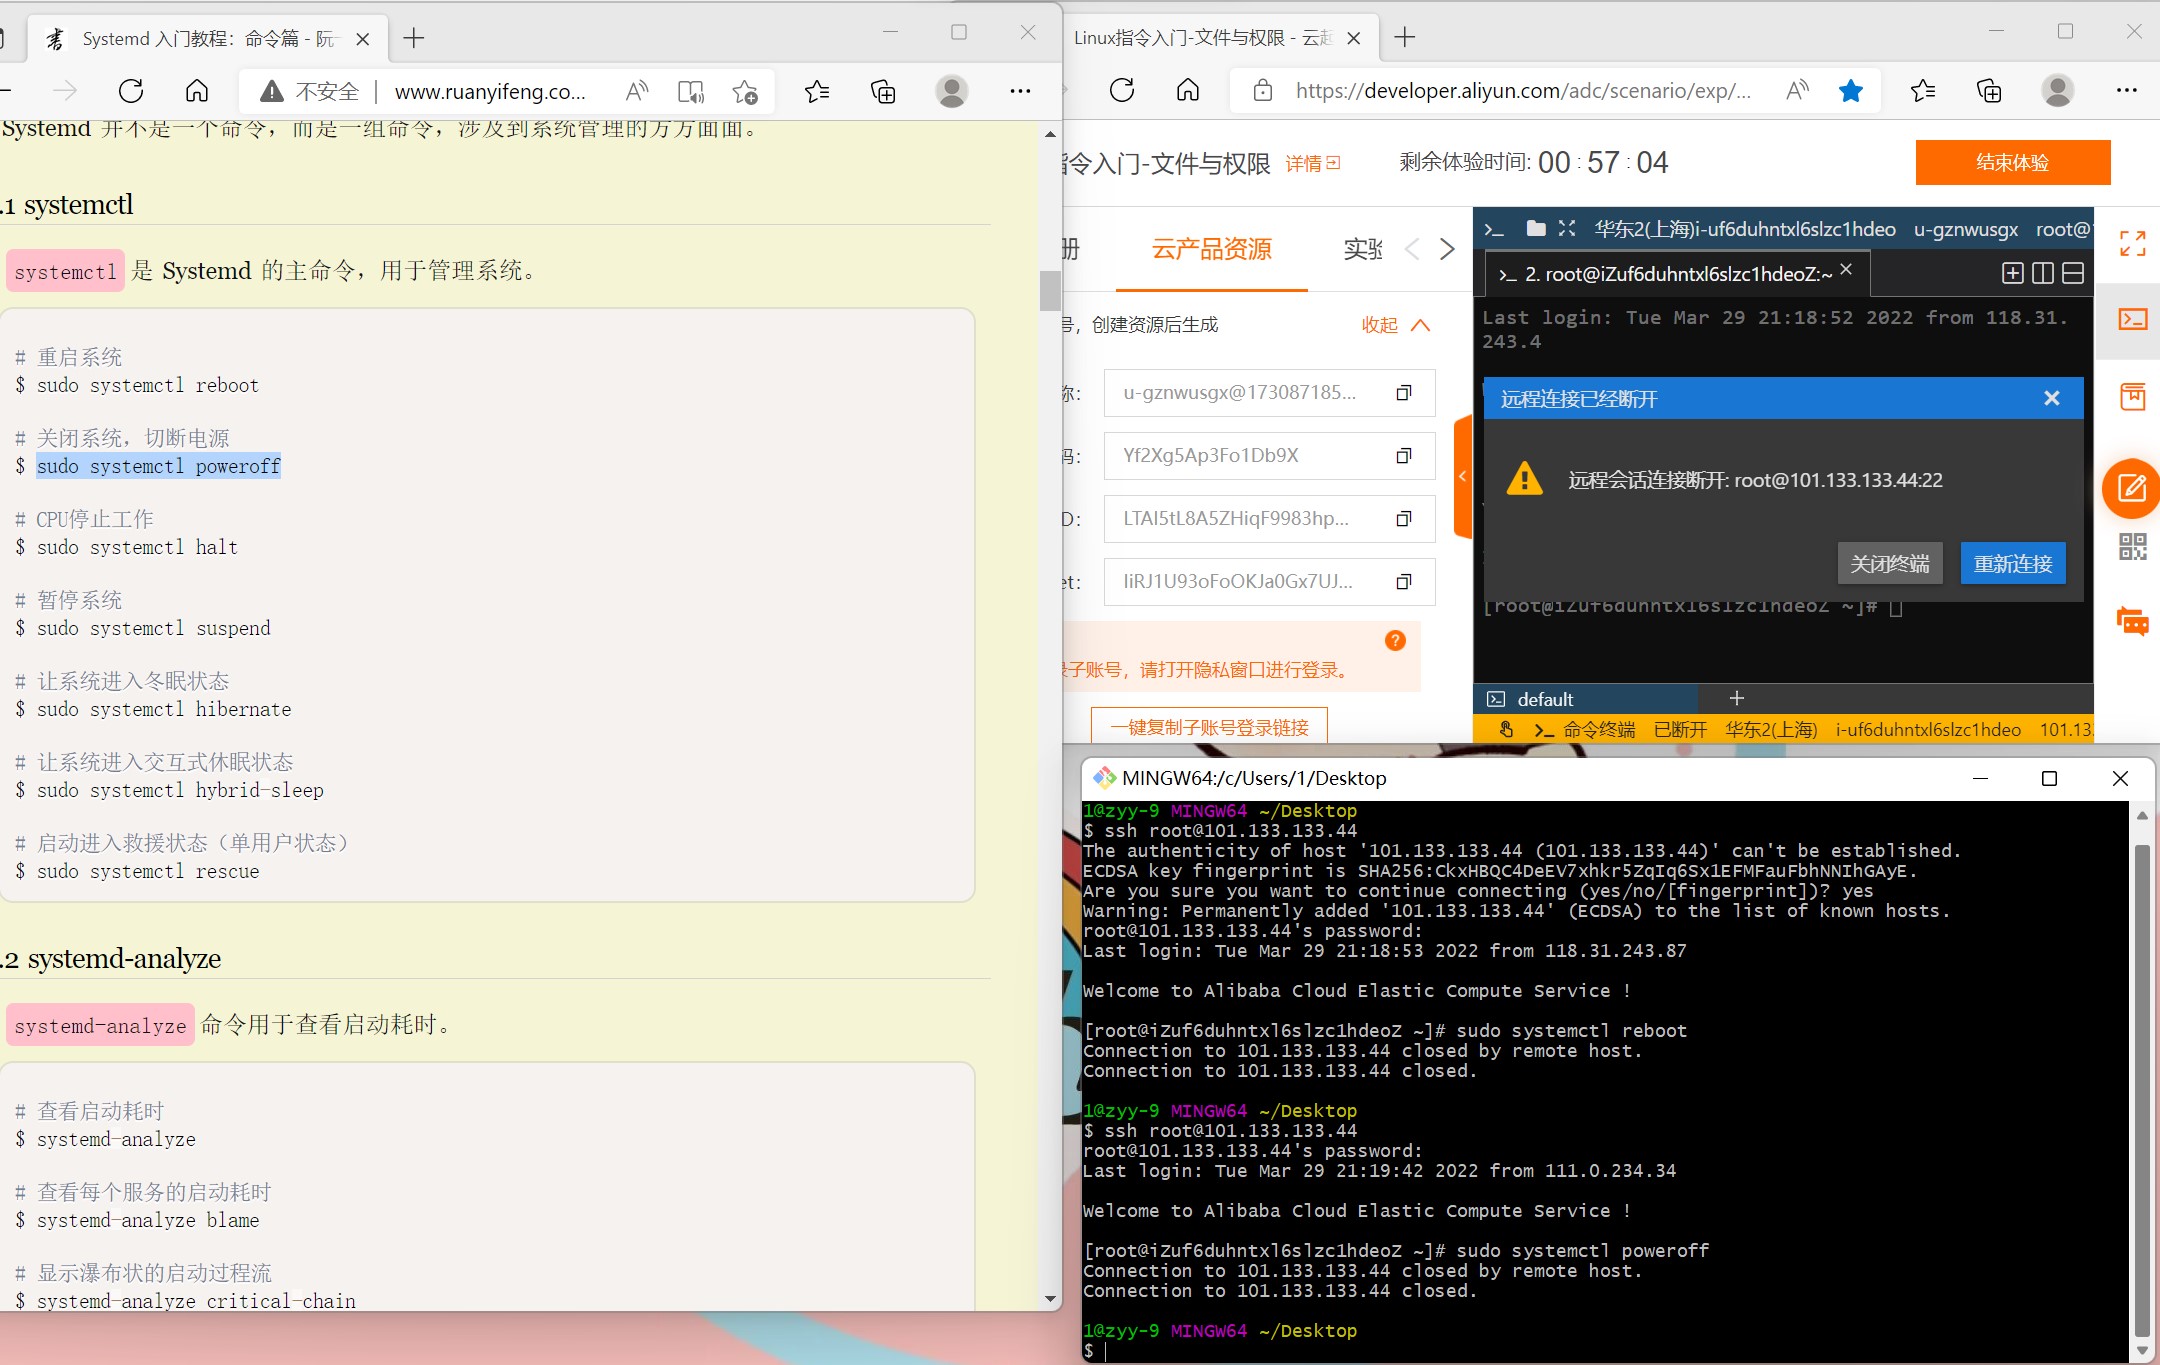 Systemd 入门教程：命令篇 - 阮一
不安全
www.ruanyifeng.co...
Systemd 并不是一个命令，而是一组命令，涉及到系统管理的方方面面。
.1 systemctl
systemctl 是 Systemd 的主命令，用于管理系统。
# 重启系统
$ sudo systemctl reboot
# 关闭系统，切断电源
$ sudo systemctl poweroff
# CPU停止工作
$ sudo systemctl halt
# 暂停系统
$ sudo systemctl suspend
# 让系统进入冬眠状态
$ sudo systemctl hibernate
# 让系统进入交互式休眠状态
$ sudo systemctl hybrid-sleep
# 启动进入救援状态（单用户状态）
$ sudo systemctl rescue
.2 systemd-analyze
systemd-analyze 命令用于查看启动耗时。
# 查看启动耗时
$ systemd-analyze
# 查看每个服务的启动耗时
$ systemd-analyze blame
# 显示瀑布状的启动过程流
$ systemd-analyze critical-chain
Linux指令入门-文件与权限 - 云起
https://developer.aliyun.com/adc/scenario/exp/...
指令入门-文件与权限 详情
剩余体验时间: 00 : 57 : 04
结束体验
册 云产品资源 实验
号，创建资源后生成
收起
称: u-gznwusgx@173087185...
码: Yf2Xg5Ap3Fo1Db9X
D: LTAI5tL8A5ZHiqF9983hp...
et: IiRJ1U93oFoOKJa0Gx7UJ...
录子账号，请打开隐私窗口进行登录。
一键复制子账号登录链接
华东2(上海)i-uf6duhntxl6slzc1hdeo u-gznwusgx root@
2. root@iZuf6duhntxl6slzc1hdeoZ:~
Last login: Tue Mar 29 21:18:52 2022 from 118.31.
243.4
远程连接已经断开
远程会话连接断开: root@101.133.133.44:22
关闭终端 重新连接
[root@iZuf6duhntxl6slzc1hdeoZ ~]#
default
命令终端 已断开 华东2(上海) i-uf6duhntxl6slzc1hdeo 101.13
MINGW64:/c/Users/1/Desktop
1@zyy-9 MINGW64 ~/Desktop
$ ssh root@101.133.133.44
The authenticity of host '101.133.133.44 (101.133.133.44)' can't be established.
ECDSA key fingerprint is SHA256:CkxHBQC4DeEV7xhkr5ZqIq6Sx1EFMFauFbhNNIhGAyE.
Are you sure you want to continue connecting (yes/no/[fingerprint])? yes
Warning: Permanently added '101.133.133.44' (ECDSA) to the list of known hosts.
root@101.133.133.44's password:
Last login: Tue Mar 29 21:18:53 2022 from 118.31.243.87
Welcome to Alibaba Cloud Elastic Compute Service !
[root@iZuf6duhntxl6slzc1hdeoZ ~]# sudo systemctl reboot
Connection to 101.133.133.44 closed by remote host.
Connection to 101.133.133.44 closed.
1@zyy-9 MINGW64 ~/Desktop
$ ssh root@101.133.133.44
root@101.133.133.44's password:
Last login: Tue Mar 29 21:19:42 2022 from 111.0.234.34
Welcome to Alibaba Cloud Elastic Compute Service !
[root@iZuf6duhntxl6slzc1hdeoZ ~]# sudo systemctl poweroff
Connection to 101.133.133.44 closed by remote host.
Connection to 101.133.133.44 closed.
1@zyy-9 MINGW64 ~/Desktop
$